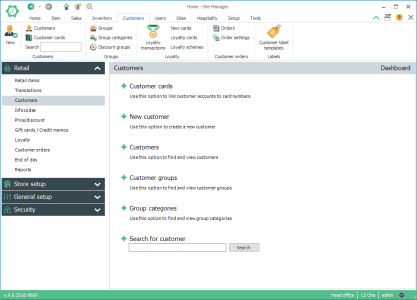 Home - Site Manager
Home Item Sales Inventory Customers Users Sites Hospitality Setup Tools
New
Customers
Customer cards
Search
Customers
Groups
Group categories
Discount groups
Groups
Loyalty transactions
New cards
Loyalty cards
Loyalty schemes
Loyalty
Orders
Order settings
Customer orders
Customer label templates
Labels
Retail
Retail items
Transactions
Customers
Infocodes
Price/discount
Gift cards / Credit memos
Loyalty
Customer orders
End of day
Reports
Store setup
General setup
Security
Customers Dashboard
Customer cards
Use this option to link customer accounts to card numbers
New customer
Use this option to create a new customer
Customers
Use this option to find and view customers
Customer groups
Use this option to find and view customer groups
Group categories
Use this option to find and view group categories
Search for customer
Search
Head office LS One admin